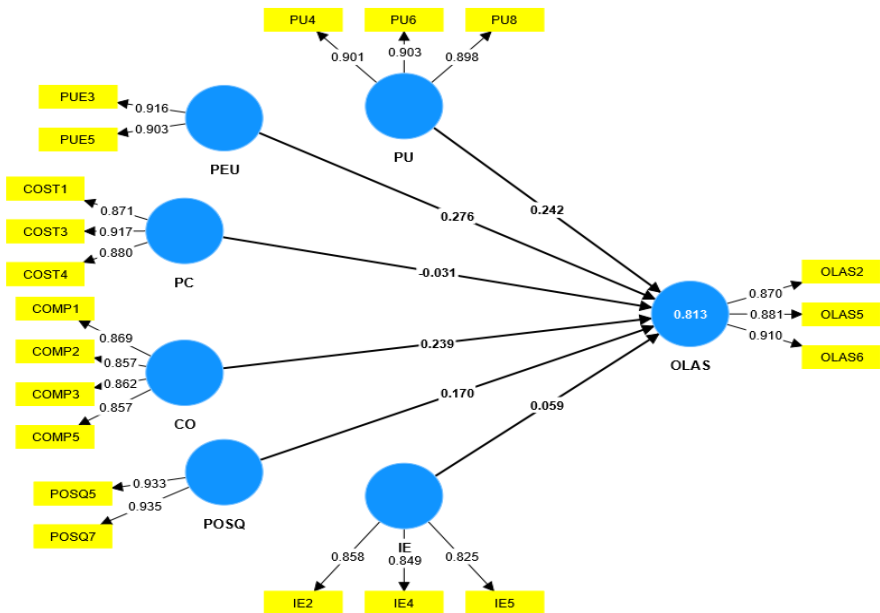 PU4
PU6
PU8
0.901
0.903
0.898
PU
PUE3
PUE5
0.916
0.903
PEU
COST1
COST3
COST4
0.871
0.917
0.880
PC
COMP1
COMP2
COMP3
COMP5
0.869
0.857
0.862
0.857
CO
POSQ5
POSQ7
0.933
0.935
POSQ
IE
0.858
0.849
0.825
IE2
IE4
IE5
0.242
0.276
-0.031
0.239
0.170
0.059
0.813
OLAS
0.870
0.881
0.910
OLAS2
OLAS5
OLAS6